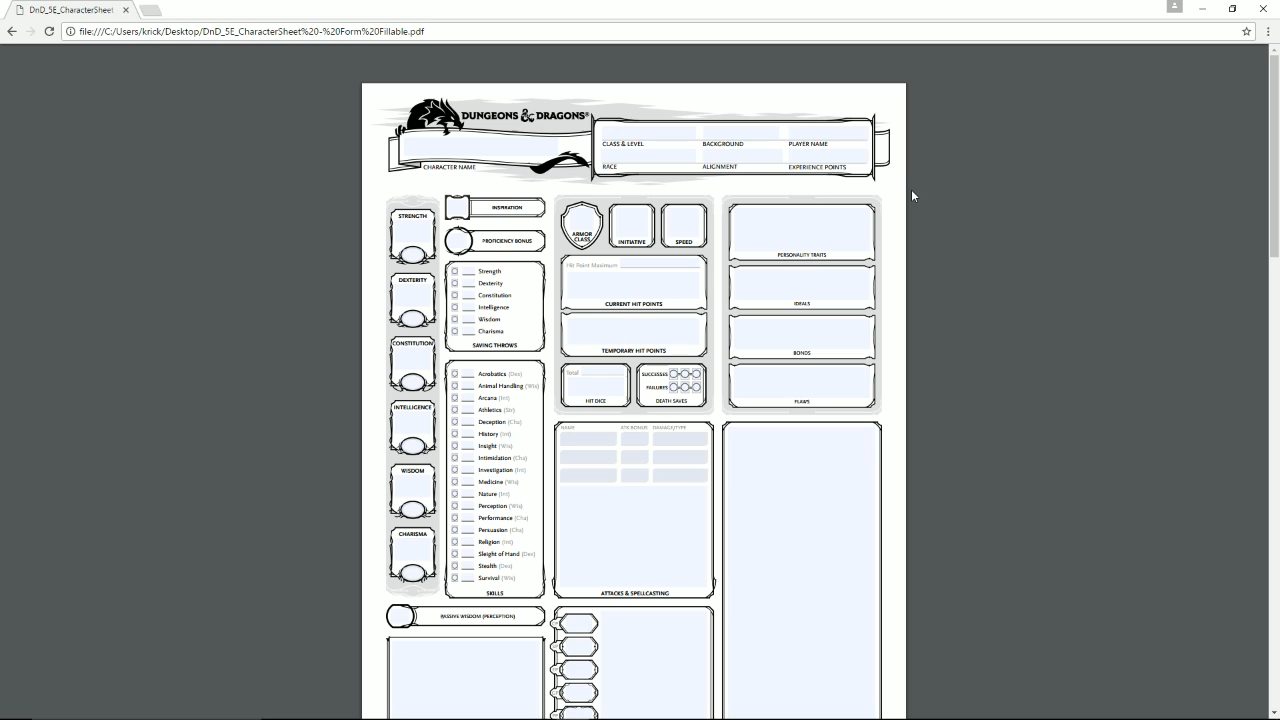 DnD_5E_CharacterSheet
file:///C:/Users/krick/Desktop/DnD_5E_CharacterSheet%20-%20Form%20Fillable.pdf
DUNGEONS & DRAGONS®
CHARACTER NAME
CLASS & LEVEL
BACKGROUND
PLAYER NAME
RACE
ALIGNMENT
EXPERIENCE POINTS
STRENGTH
DEXTERITY
CONSTITUTION
INTELLIGENCE
WISDOM
CHARISMA
INSPIRATION
PROFICIENCY BONUS
Strength
Dexterity
Constitution
Intelligence
Wisdom
Charisma
SAVING THROWS
Acrobatics (Dex)
Animal Handling (Wis)
Arcana (Int)
Athletics (Str)
Deception (Cha)
History (Int)
Insight (Wis)
Intimidation (Cha)
Investigation (Int)
Medicine (Wis)
Nature (Int)
Perception (Wis)
Performance (Cha)
Persuasion (Cha)
Religion (Int)
Sleight of Hand (Dex)
Stealth (Dex)
Survival (Wis)
SKILLS
PASSIVE WISDOM (PERCEPTION)
ARMOR
CLASS
INITIATIVE
SPEED
Hit Point Maximum
CURRENT HIT POINTS
TEMPORARY HIT POINTS
Total
HIT DICE
SUCCESSES
FAILURES
DEATH SAVES
NAME
ATK BONUS
DAMAGE/TYPE
ATTACKS & SPELLCASTING
PERSONALITY TRAITS
IDEALS
BONDS
FLAWS